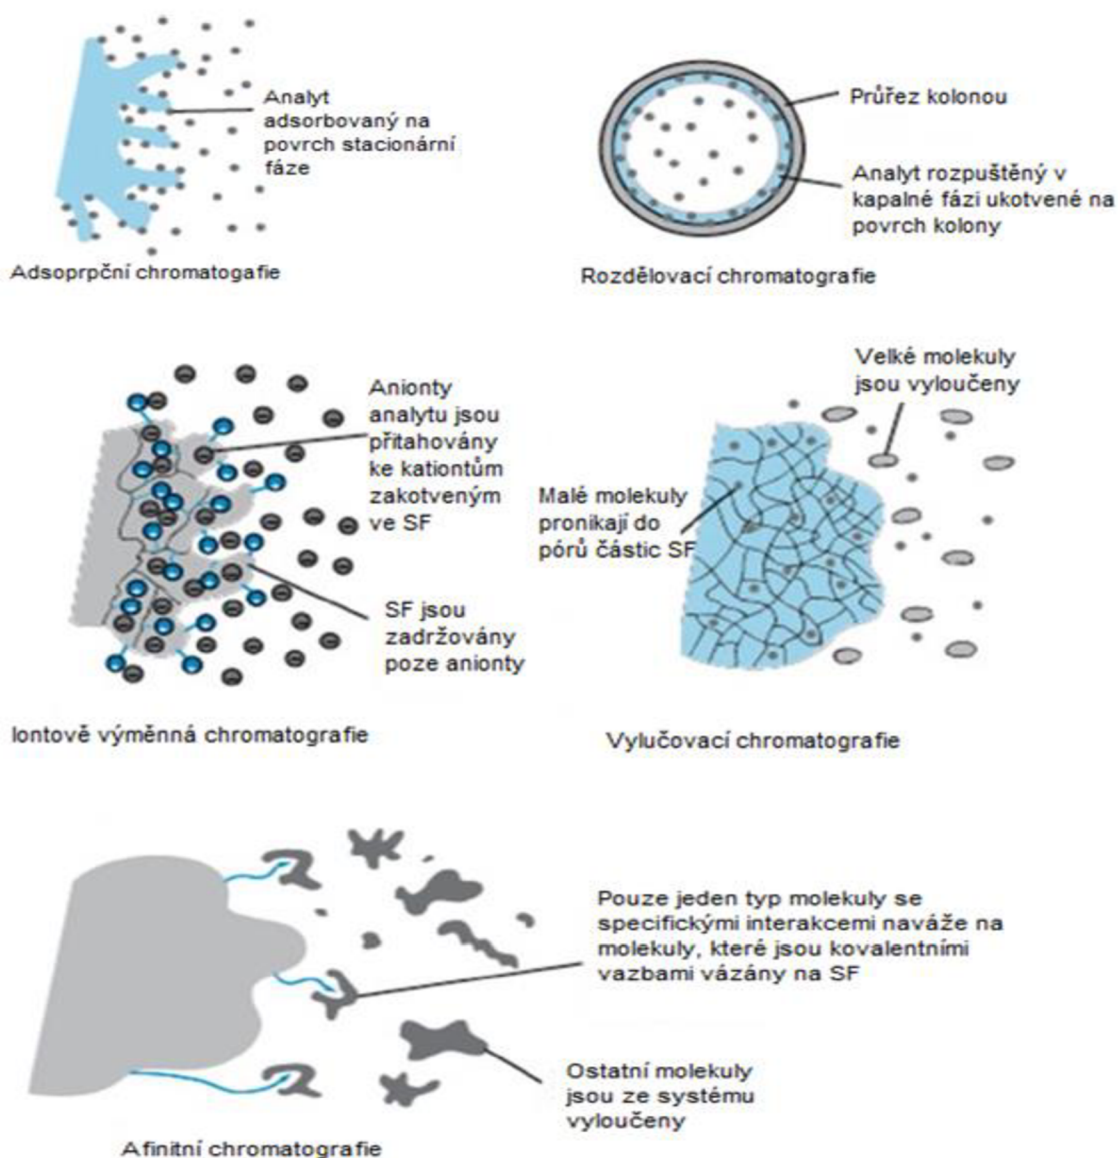 Analyt
adsorbovaný na
povrch stacionární
fáze
Adsoprpční chromatogafie
Průřez kolonou
Analyt rozpuštěný v
kapalné fázi ukotvené na
povrch kolony
Rozdělovací chromatografie
Anionty
analytu jsou
přitahovány
ke kationtům
zakotveným
ve SF
SF jsou
zadržovány
poze anionty
Iontově výměnná chromatografie
Velké molekuly
jsou vyloučeny
Malé molekuly
pronikají do
pórů částic SF
Vylučovací chromatografie
Pouze jeden typ molekuly se
specifickými interakcemi naváže na
molekuly, které jsou kovalentními
vazbami vázány na SF
Ostatní molekuly
jsou ze systému
vyloučeny
Afinitní chromatografie